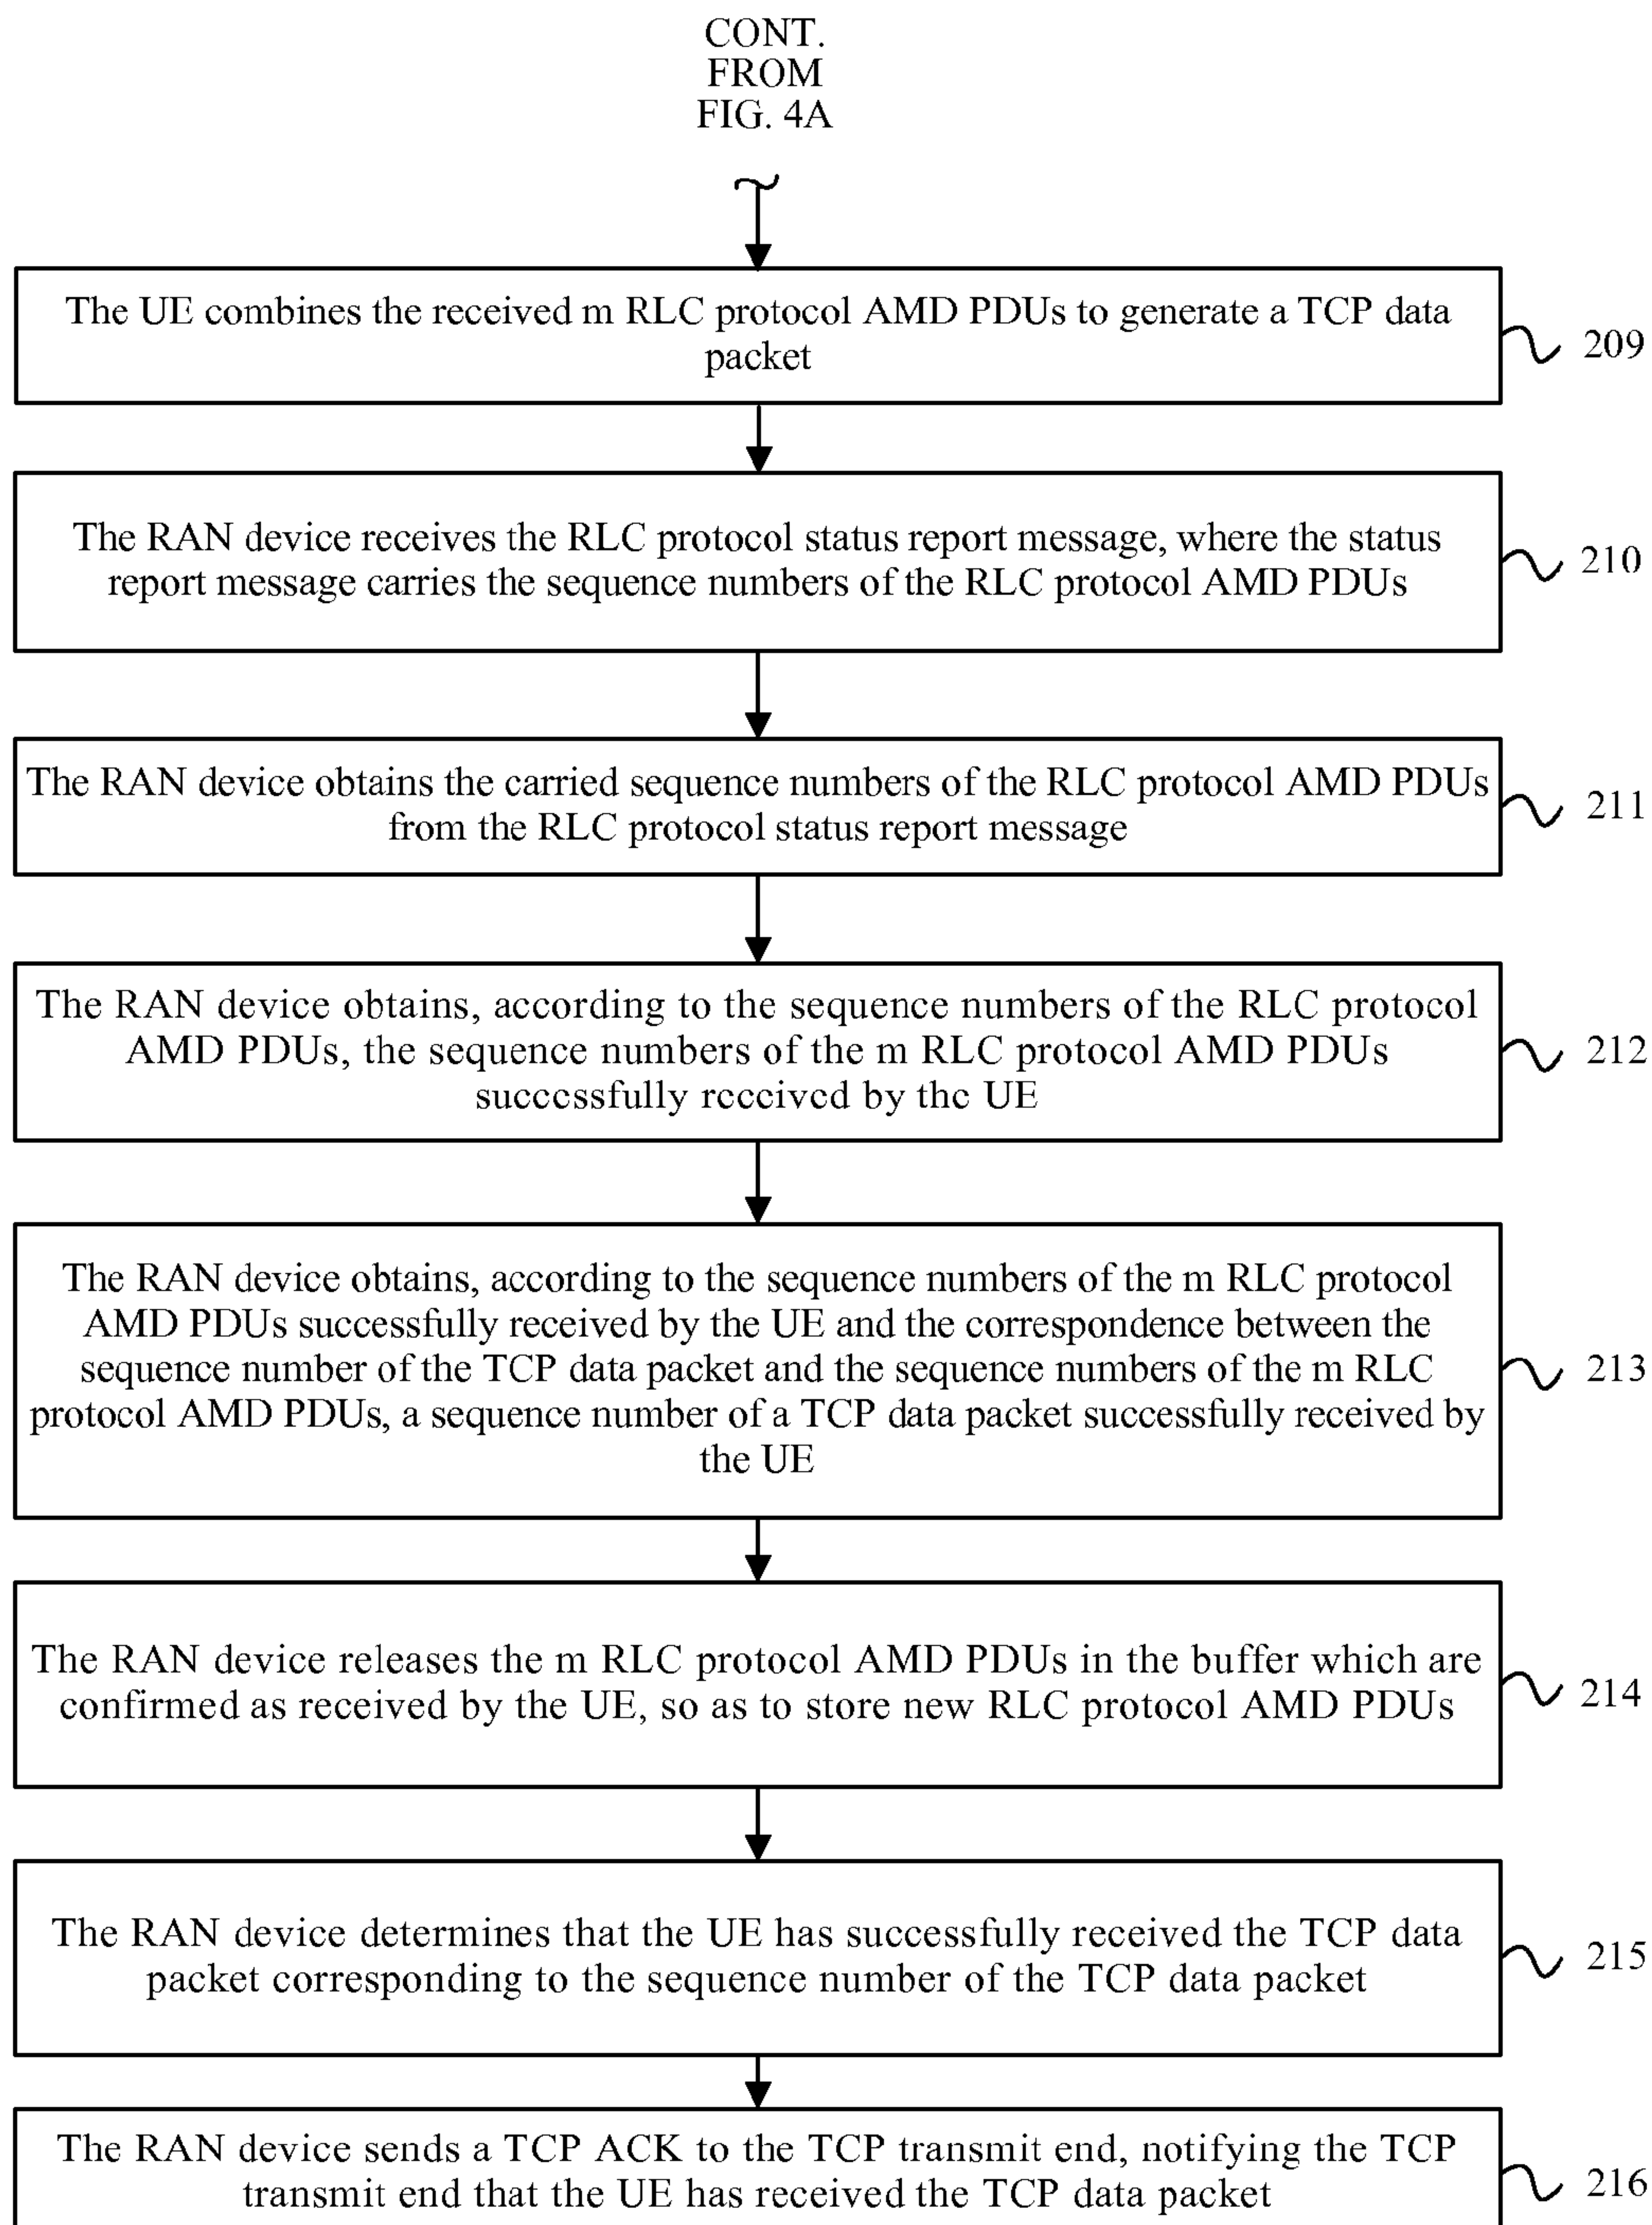 CONT.
FROM
FIG. 4A
The UE combines the received m RLC protocol AMD PDUs to generate a TCP data
packet
209
The RAN device receives the RLC protocol status report message, where the status
report message carries the sequence numbers of the RLC protocol AMD PDUs
210
The RAN device obtains the carried sequence numbers of the RLC protocol AMD PDUs
from the RLC protocol status report message
211
The RAN device obtains, according to the sequence numbers of the RLC protocol
AMD PDUs, the sequence numbers of the m RLC protocol AMD PDUs
successfully received by the UE
212
The RAN device obtains, according to the sequence numbers of the m RLC protocol
AMD PDUs successfully received by the UE and the correspondence between the
sequence number of the TCP data packet and the sequence numbers of the m RLC
protocol AMD PDUs, a sequence number of a TCP data packet successfully received by
the UE
213
The RAN device releases the m RLC protocol AMD PDUs in the buffer which are
confirmed as received by the UE, so as to store new RLC protocol AMD PDUs
214
The RAN device determines that the UE has successfully received the TCP data
packet corresponding to the sequence number of the TCP data packet
215
The RAN device sends a TCP ACK to the TCP transmit end, notifying the TCP
transmit end that the UE has received the TCP data packet
216